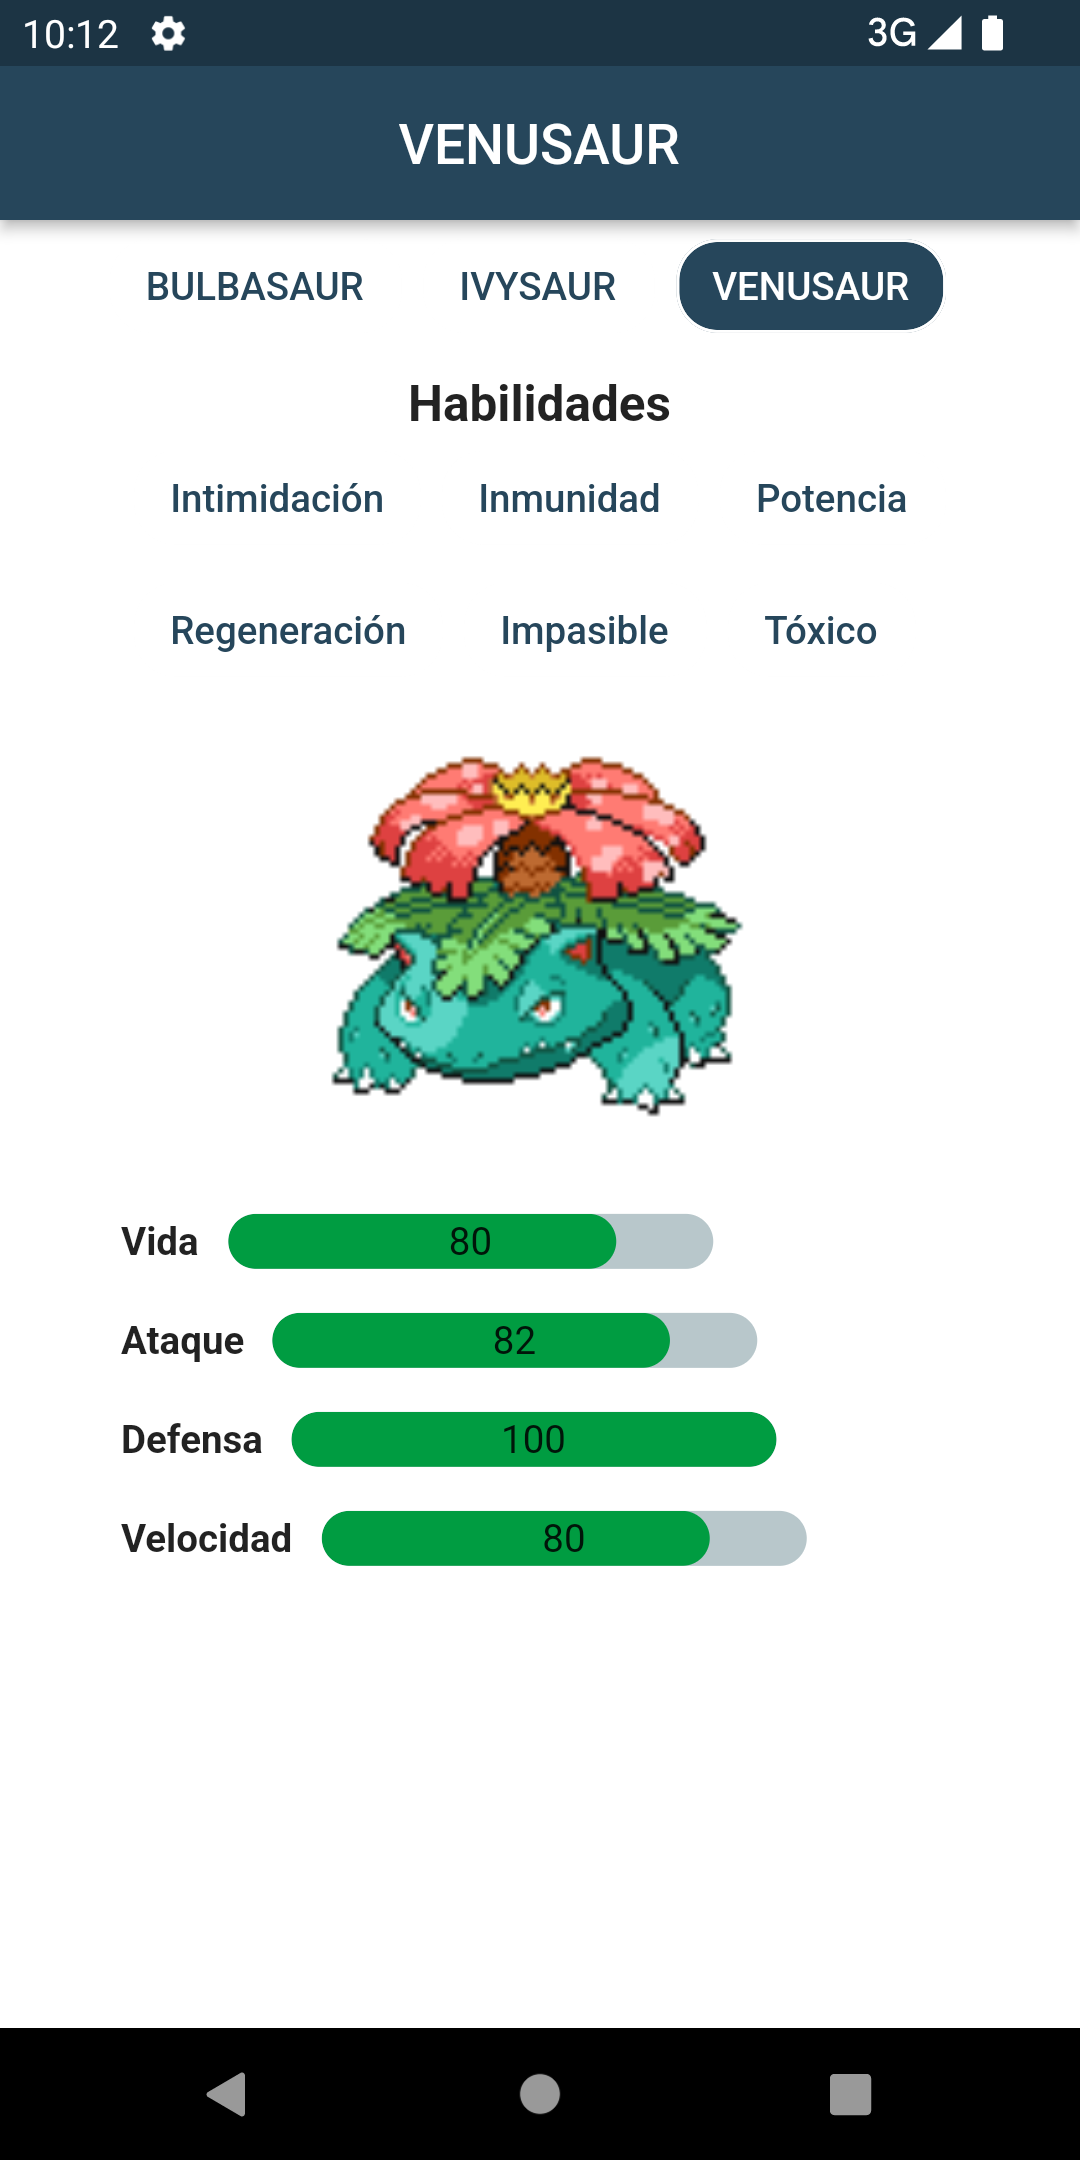 10:12 3G
VENUSAUR
BULBASAUR IVYSAUR VENUSAUR
Habilidades
Intimidación Inmunidad Potencia
Regeneración Impasible Tóxico
Vida 80
Ataque 82
Defensa 100
Velocidad 80